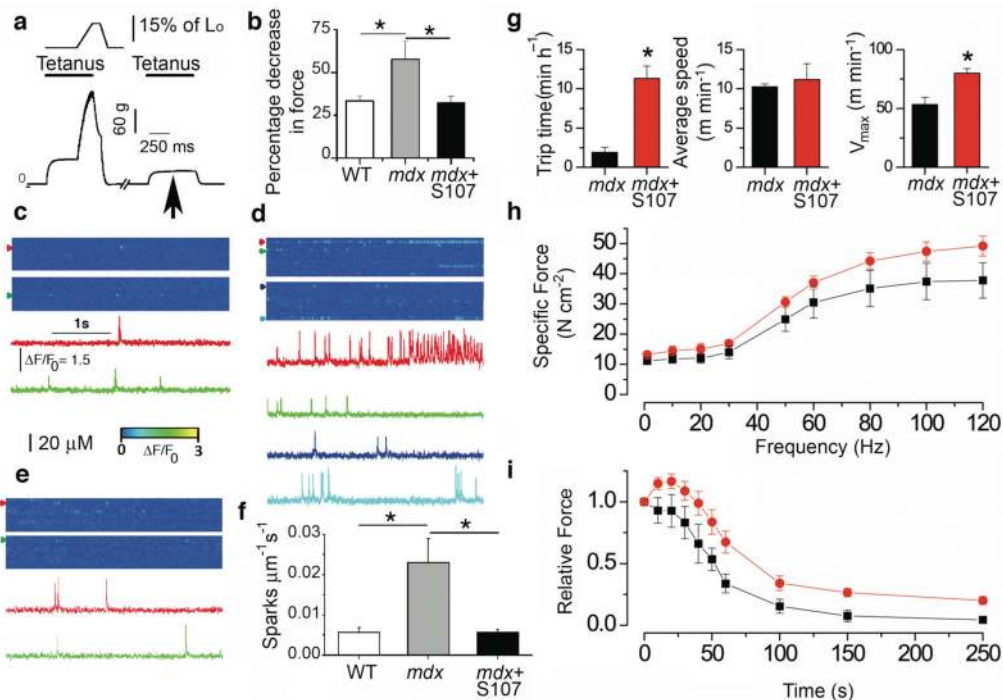 a
15% of Lo
Tetanus
Tetanus
60 g
250 ms
0
b
Percentage decrease
in force
75
50
25
0
*
*
WT
mdx
mdx+
S107
c
1s
ΔF/F0= 1.5
20 µM
0
3
ΔF/F0
d
e
f
Sparks µm−1s−1
0.03
0.02
0.01
0.00
*
*
WT
mdx
mdx+
S107
g
Trip time(min h−1)
15
10
5
0
*
mdx
mdx+
S107
Average speed
(m min−1)
15
10
5
0
mdx
mdx+
S107
Vmax (m min−1)
100
50
0
*
mdx
mdx+
S107
h
Specific Force
(N cm−2)
50
40
30
20
10
0
0
20
40
60
80
100
120
Frequency (Hz)
i
Relative Force
1.0
0.5
0.0
0
50
100
150
200
250
Time (s)